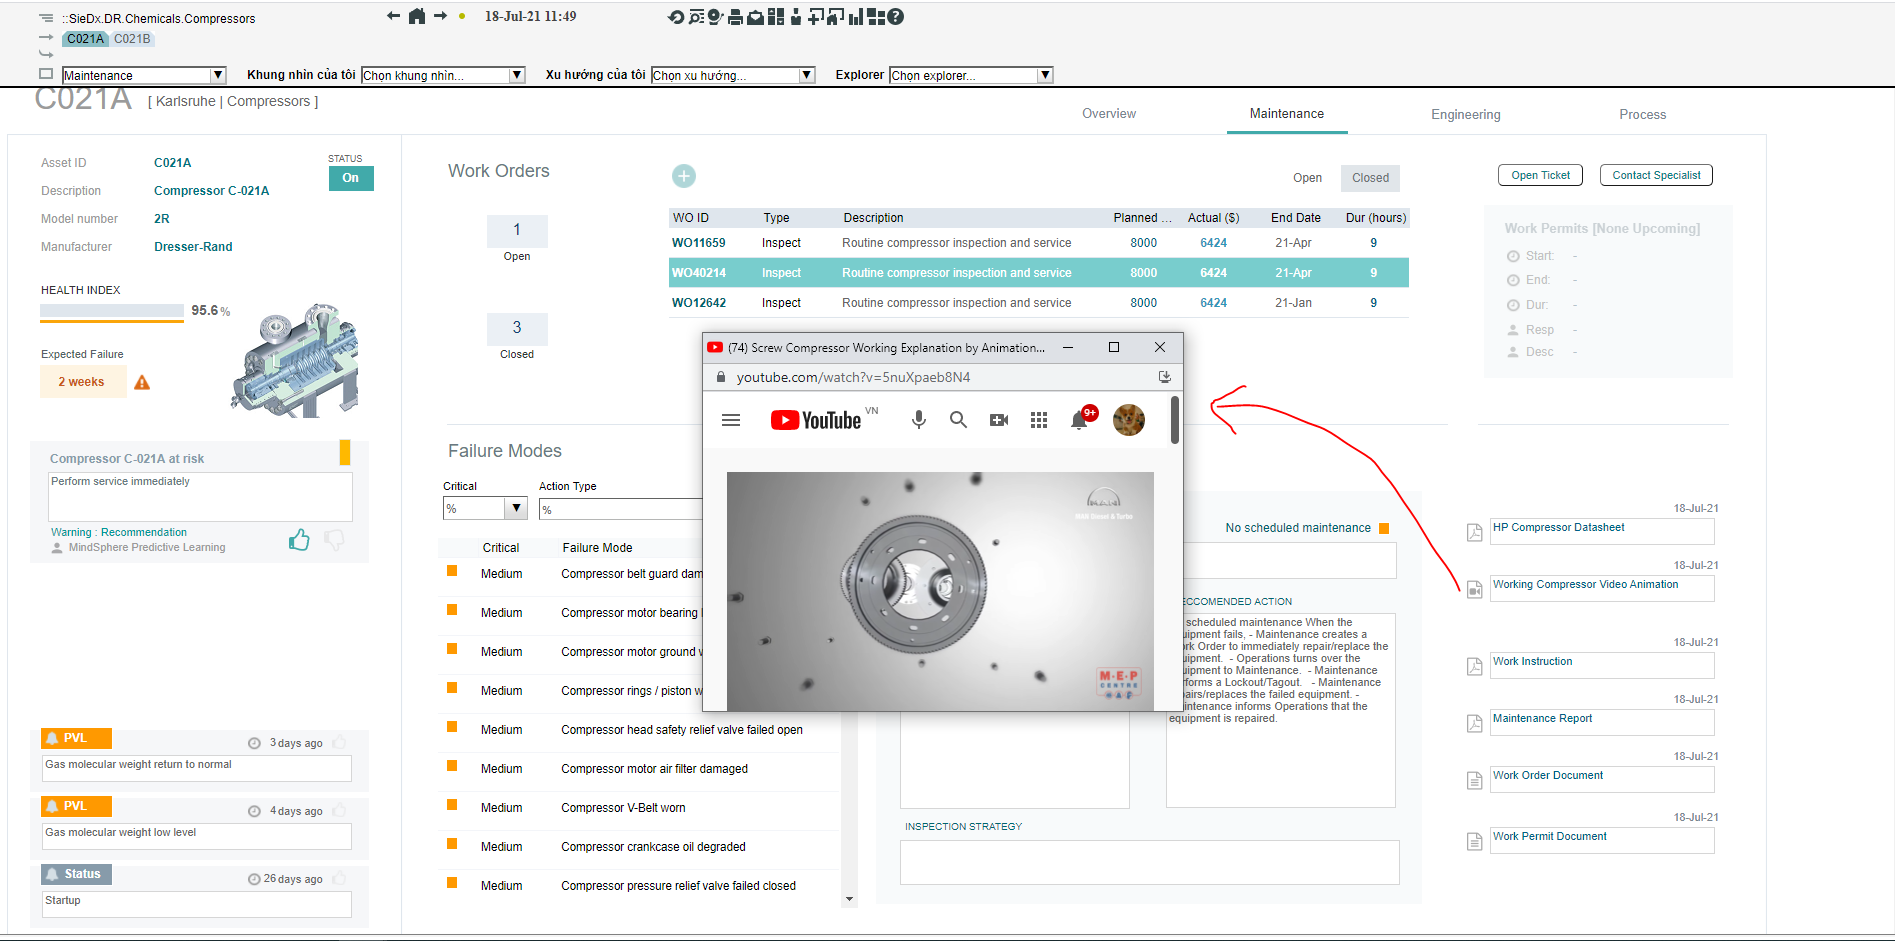 ::SieDx.DR.Chemicals.Compressors
18-Jul-21 11:49
C021A C021B
Maintenance Khung nhìn của tôi Chọn khung nhìn... Xu hướng của tôi Chọn xu hướng... Explorer Chọn explorer...
C021A [ Karlsruhe | Compressors ]
Overview Maintenance Engineering Process
Asset ID C021A
Description Compressor C-021A
Model number 2R
Manufacturer Dresser-Rand
STATUS
On
HEALTH INDEX
95.6 %
Expected Failure
2 weeks
Compressor C-021A at risk
Perform service immediately
Warning : Recommendation
MindSphere Predictive Learning
PVL 3 days ago
Gas molecular weight return to normal
PVL 4 days ago
Gas molecular weight low level
Status 26 days ago
Startup
Work Orders
1
Open
3
Closed
Open Closed
WO ID Type Description Planned ... Actual ($) End Date Dur (hours)
WO11659 Inspect Routine compressor inspection and service 8000 6424 21-Apr 9
WO40214 Inspect Routine compressor inspection and service 8000 6424 21-Apr 9
WO12642 Inspect Routine compressor inspection and service 8000 6424 21-Jan 9
(74) Screw Compressor Working Explanation by Animation...
youtube.com/watch?v=5nuXpaeb8N4
YouTube VN
9+
MAN
MAN Diesel & Turbo
M-E-P
CENTRE
Failure Modes
Critical Action Type
% %
Critical Failure Mode
Medium Compressor belt guard dam
Medium Compressor motor bearing
Medium Compressor motor ground
Medium Compressor rings / piston
Medium Compressor head safety relief valve failed open
Medium Compressor motor air filter damaged
Medium Compressor V-Belt worn
Medium Compressor crankcase oil degraded
Medium Compressor pressure relief valve failed closed
No scheduled maintenance
ECCOMENDED ACTION
scheduled maintenance When the
uipment fails, - Maintenance creates a
rk Order to immediately repair/replace the
uipment. - Operations turns over the
uipment to Maintenance. - Maintenance
rforms a Lockout/Tagout. - Maintenance
pairs/replaces the failed equipment. -
aintenance informs Operations that the
equipment is repaired.
INSPECTION STRATEGY
Open Ticket Contact Specialist
Work Permits [None Upcoming]
Start: -
End: -
Dur: -
Resp -
Desc -
18-Jul-21
HP Compressor Datasheet
18-Jul-21
Working Compressor Video Animation
18-Jul-21
Work Instruction
18-Jul-21
Maintenance Report
18-Jul-21
Work Order Document
18-Jul-21
Work Permit Document